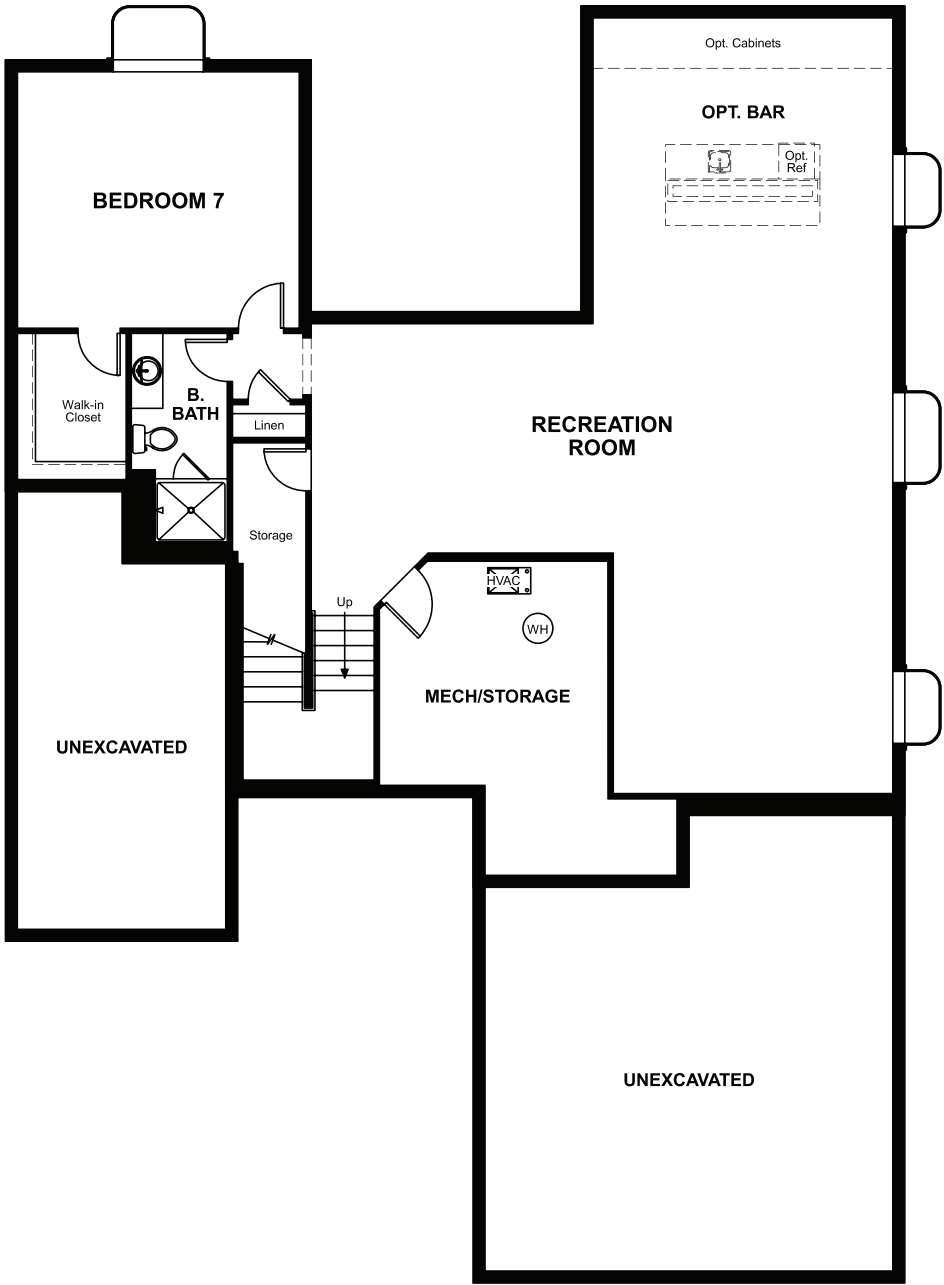 Opt. Cabinets
OPT. BAR
Opt.
Ref
BEDROOM 7
Walk-in
Closet
B.
BATH
Linen
RECREATION
ROOM
Storage
HVAC
Up
WH
MECH/STORAGE
UNEXCAVATED
UNEXCAVATED